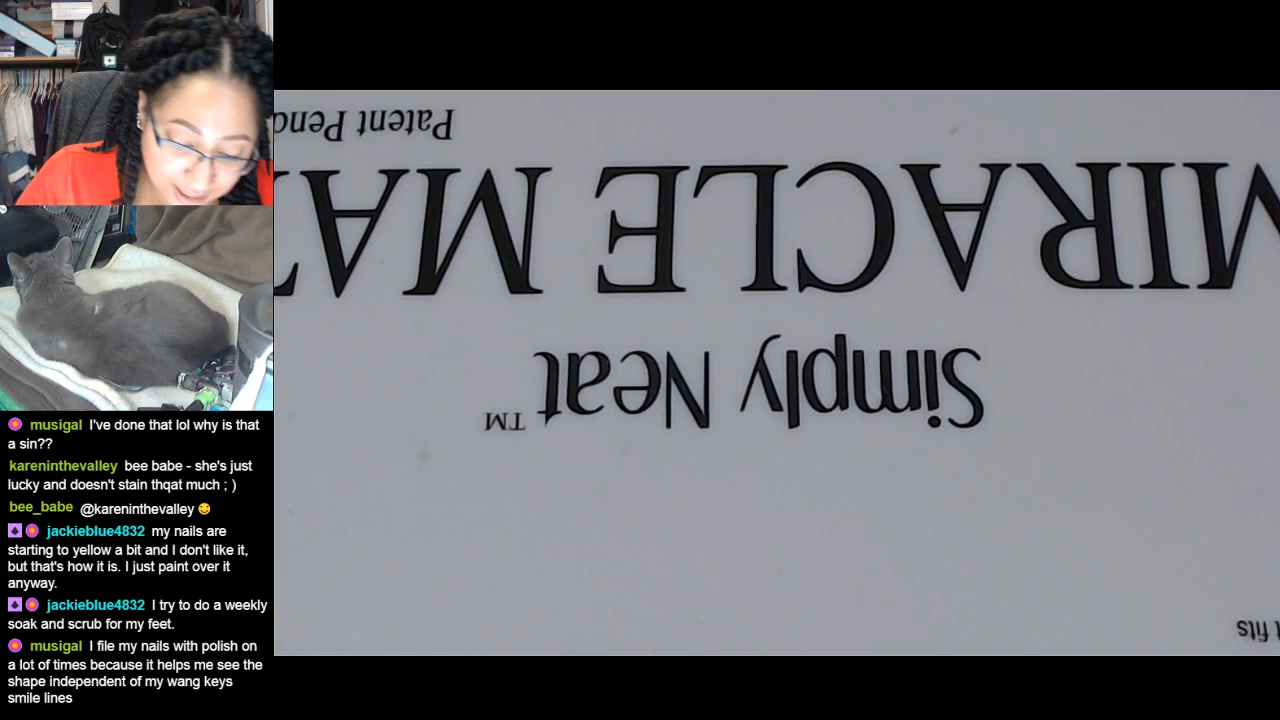 musigal I've done that lol why is that
a sin??
kareninthevalley bee babe - she's just
lucky and doesn't stain thqat much ; )
bee_babe @kareninthevalley
jackieblue4832 my nails are
starting to yellow a bit and I don't like it,
but that's how it is. I just paint over it
anyway.
jackieblue4832 I try to do a weekly
soak and scrub for my feet.
musigal I file my nails with polish on
a lot of times because it helps me see the
shape independent of my wang keys
smile lines
fits
Simply Neat™
MIRACLE MA
Patent Pend